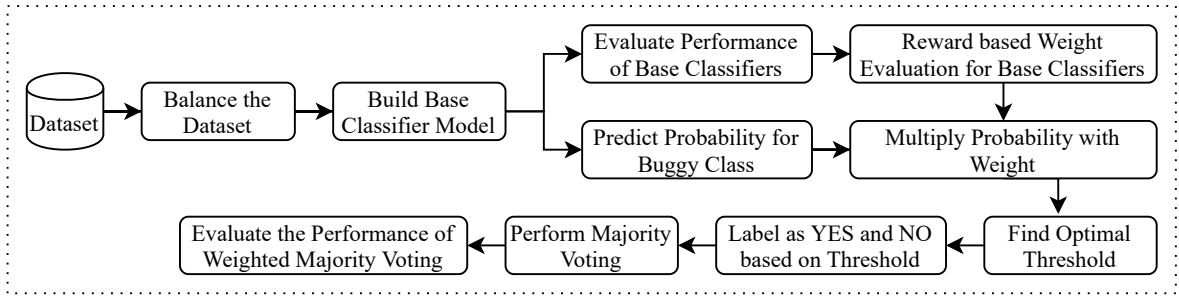 Dataset
Balance the
Dataset
Build Base
Classifier Model
Evaluate Performance
of Base Classifiers
Reward based Weight
Evaluation for Base Classifiers
Predict Probability for
Buggy Class
Multiply Probability with
Weight
Find Optimal
Threshold
Label as YES and NO
based on Threshold
Perform Majority
Voting
Evaluate the Performance of
Weighted Majority Voting